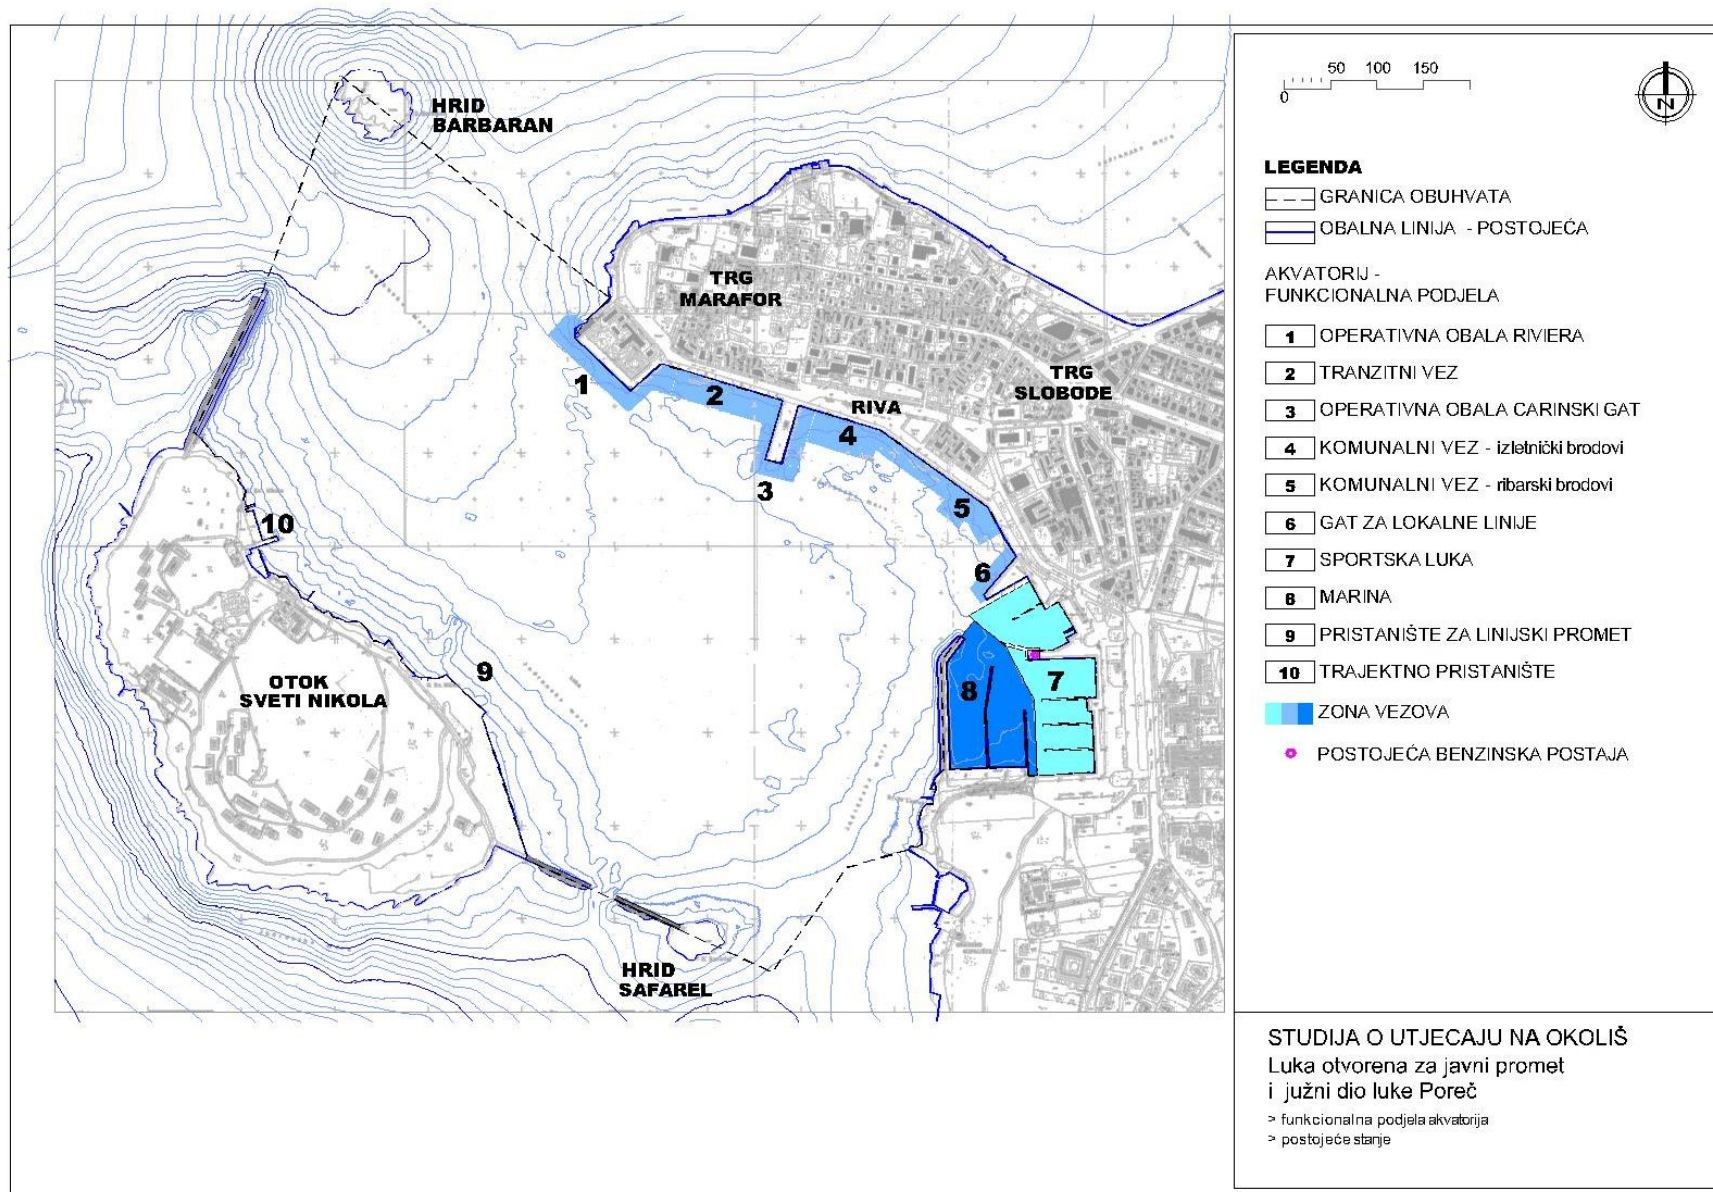 HRID
BARBARAN
TRG
MARAFOR
TRG
SLOBODE
RIVA
1
2
3
4
5
6
7
8
9
10
OTOK
SVETI NIKOLA
HRID
SAFAREL
50 100 150
0
N
LEGENDA
GRANICA OBUHVATA
OBALNA LINIJA - POSTOJEĆA
AKVATORIJ -
FUNKCIONALNA PODJELA
1 OPERATIVNA OBALA RIVIERA
2 TRANZITNI VEZ
3 OPERATIVNA OBALA CARINSKI GAT
4 KOMUNALNI VEZ - izletnički brodovi
5 KOMUNALNI VEZ - ribarski brodovi
6 GAT ZA LOKALNE LINIJE
7 SPORTSKA LUKA
8 MARINA
9 PRISTANIŠTE ZA LINIJSKI PROMET
10 TRAJEKTNO PRISTANIŠTE
ZONA VEZOVA
POSTOJEĆA BENZINSKA POSTAJA
STUDIJA O UTJECAJU NA OKOLIŠ
Luka otvorena za javni promet
i južni dio luke Poreč
> funkcionalna podjela akvatorija
> postojeće stanje